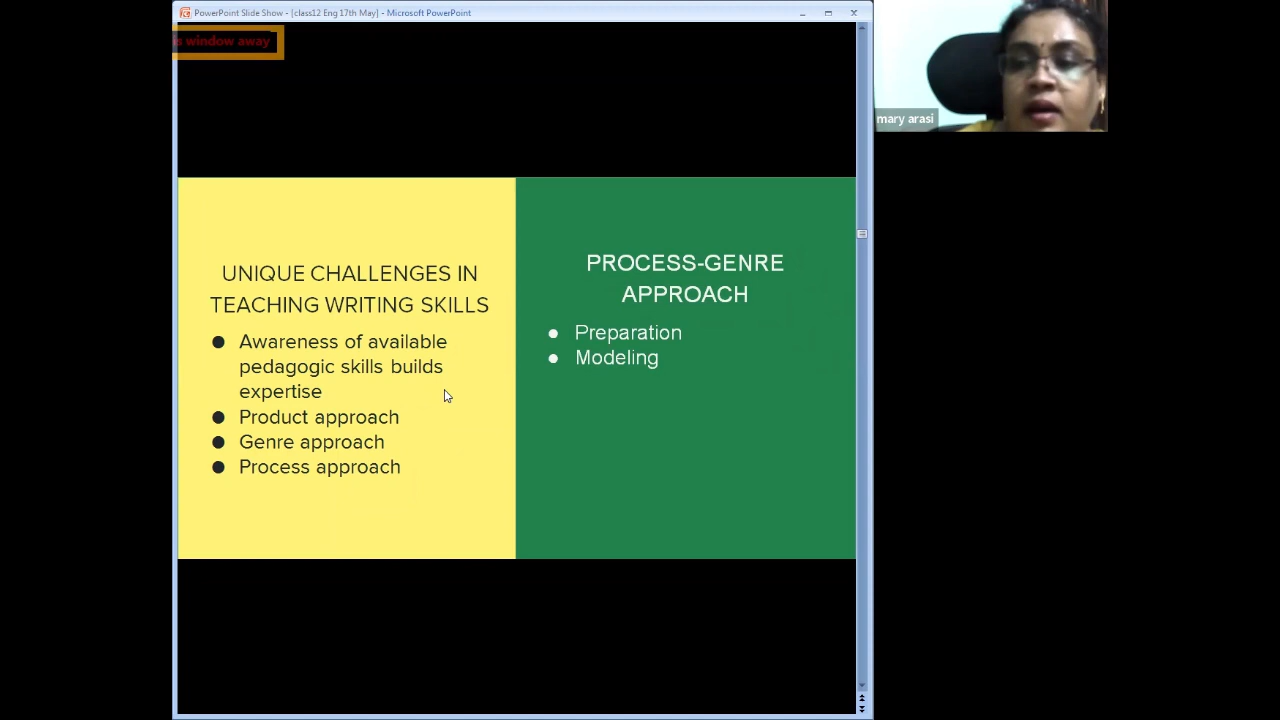 PowerPoint Slide Show - [class12 Eng 17th May] - Microsoft PowerPoint
window away
mary arasi
UNIQUE CHALLENGES IN
TEACHING WRITING SKILLS
● Awareness of available
pedagogic skills builds
expertise
● Product approach
● Genre approach
● Process approach
PROCESS-GENRE
APPROACH
● Preparation
● Modeling